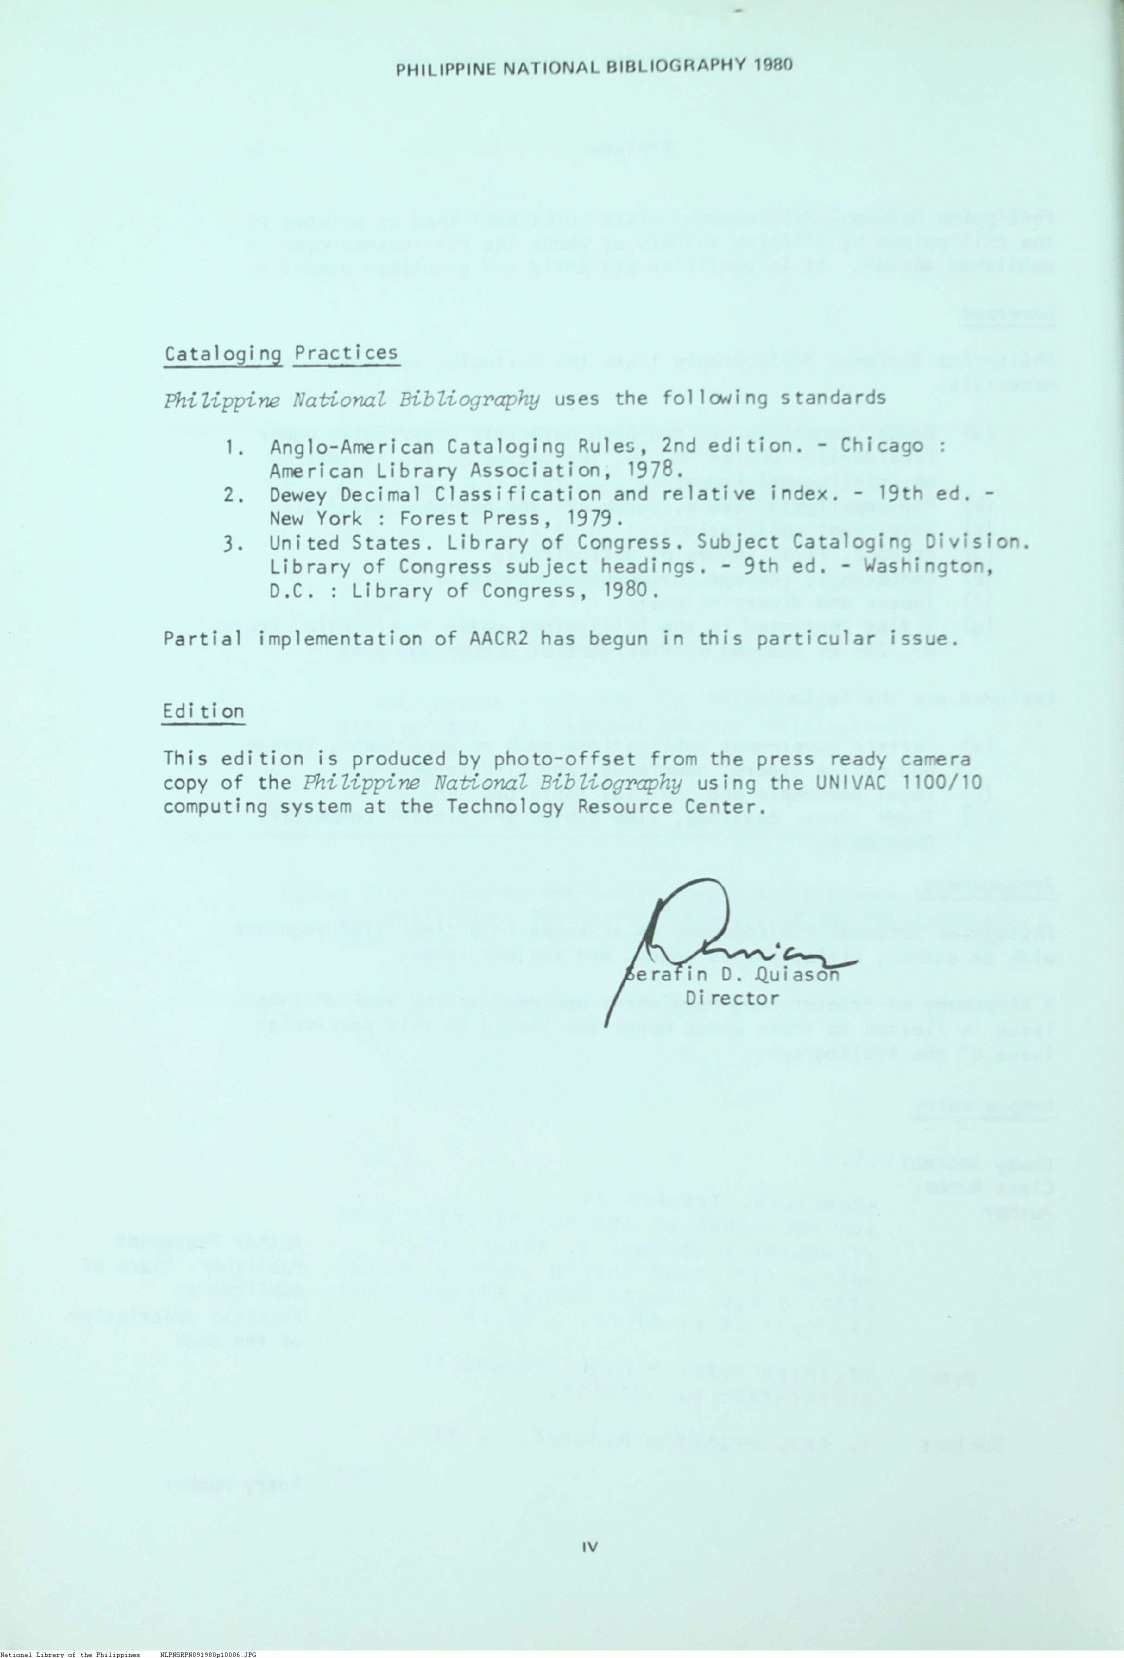 PHILIPPINE NATIONAL BIBLIOGRAPHY 1980
Cataloging Practices
Philippine National Bibliography uses the following standards
1. Anglo-American Cataloging Rules, 2nd edition. - Chicago :
American Library Association, 1978.
2. Dewey Decimal Classification and relative index. - 19th ed. -
New York : Forest Press, 1979.
3. United States. Library of Congress. Subject Cataloging Division.
Library of Congress subject headings. - 9th ed. - Washington,
D.C. : Library of Congress, 1980.
Partial implementation of AACR2 has begun in this particular issue.
Edition
This edition is produced by photo-offset from the press ready camera
copy of the Philippine National Bibliography using the UNIVAC 1100/10
computing system at the Technology Resource Center.
Serafin D. Quiason
Director
IV
National Library of the Philippines NLPNSRPN091980p10006.JPG